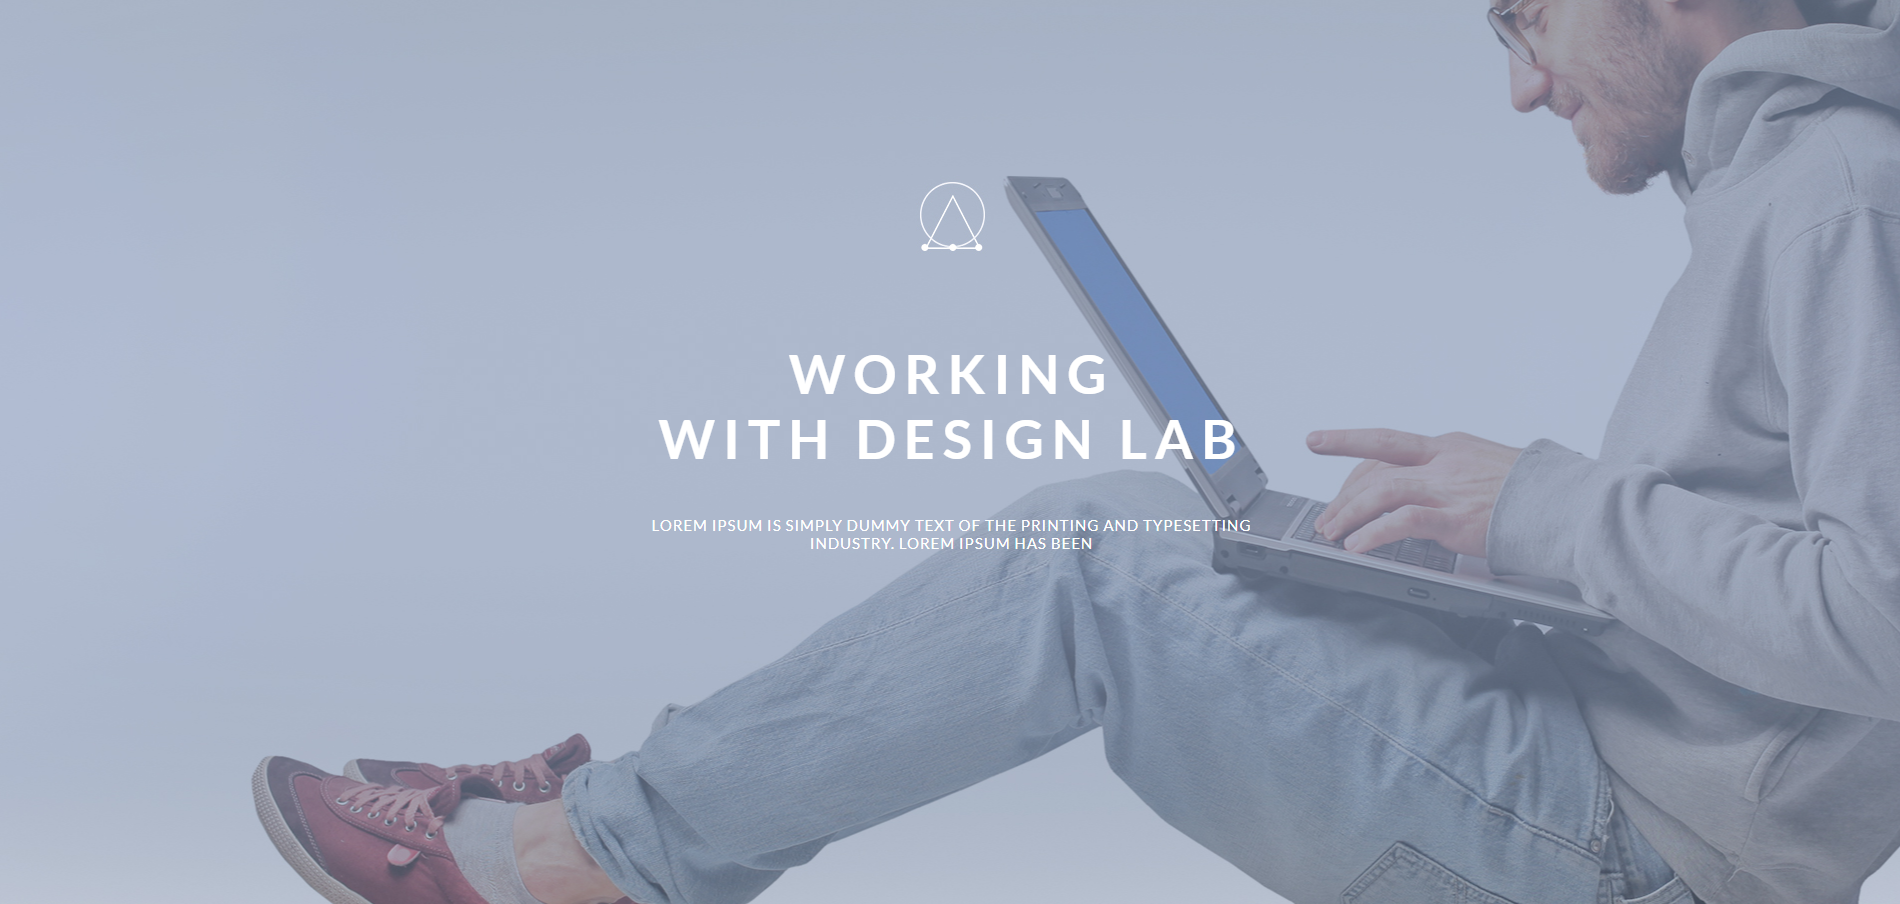 WORKING
WITH DESIGN LAB
LOREM IPSUM IS SIMPLY DUMMY TEXT OF THE PRINTING AND TYPESETTING
INDUSTRY. LOREM IPSUM HAS BEEN